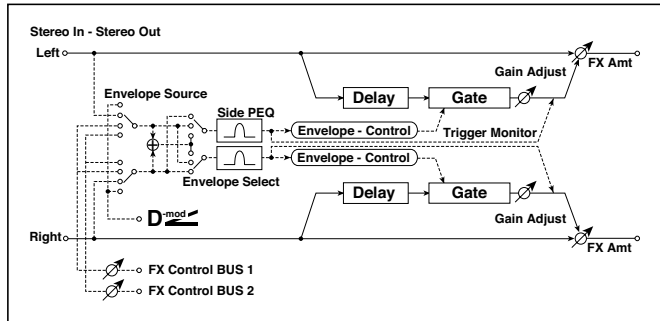 Stereo In - Stereo Out
Left
FX Amt
Gain Adjust
Envelope Source
Side PEQ
Delay
Gate
Envelope - Control
Trigger Monitor
Envelope - Control
Envelope Select
Delay
Gate
D-mod
Gain Adjust
Right
FX Amt
FX Control BUS 1
FX Control BUS 2